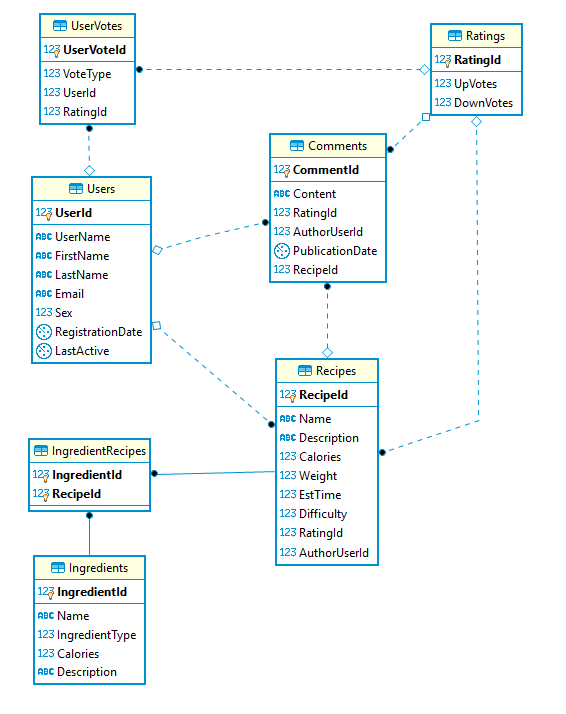 UserVotes
123 UserVoteId
123 VoteType
123 UserId
123 RatingId
Ratings
123 RatingId
123 UpVotes
123 DownVotes
Comments
123 CommentId
ABC Content
123 RatingId
123 AuthorUserId
PublicationDate
123 RecipeId
Users
123 UserId
ABC UserName
ABC FirstName
ABC LastName
ABC Email
123 Sex
RegistrationDate
LastActive
Recipes
123 RecipeId
ABC Name
ABC Description
123 Calories
123 Weight
123 EstTime
123 Difficulty
123 RatingId
123 AuthorUserId
IngredientRecipes
123 IngredientId
123 RecipeId
Ingredients
123 IngredientId
ABC Name
123 IngredientType
123 Calories
ABC Description